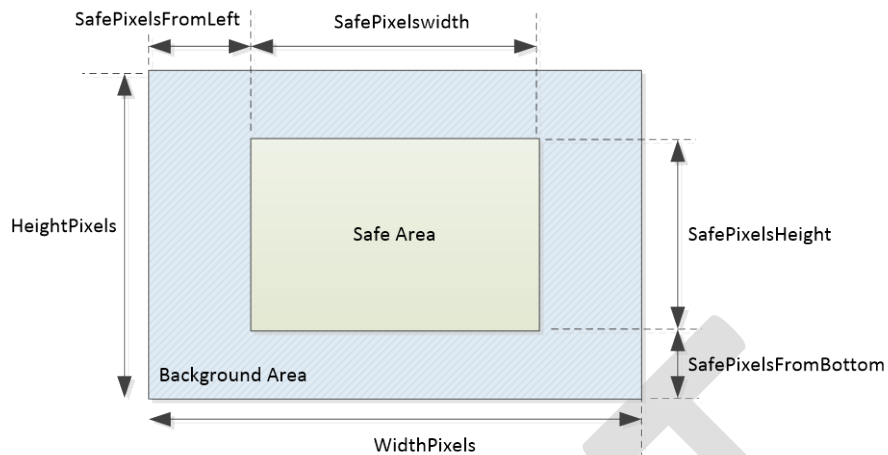 SafePixelsFromLeft
SafePixelswidth
HeightPixels
Safe Area
SafePixelsHeight
Background Area
SafePixelsFromBottom
WidthPixels